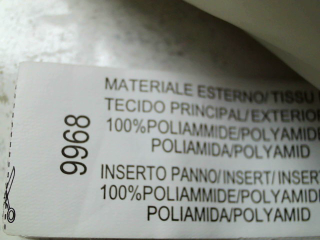 MATERIALE ESTERNO/TISSU
TECIDO PRINCIPAL/EXTERIO
100%POLIAMMIDE/POLYAMIDE
POLIAMIDA/POLYAMID
INSERTO PANNO/INSERT/INSERT
100%POLIAMMIDE/POLYAMIDE
POLIAMIDA/POLYAMID
9968